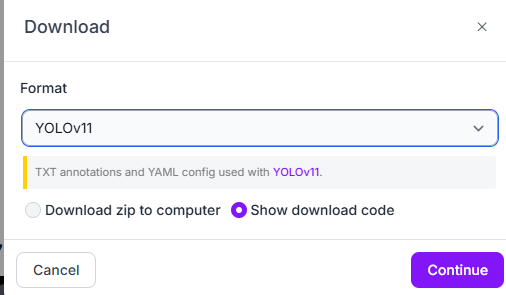 Download
Format
YOLOv11
TXT annotations and YAML config used with YOLOv11.
Download zip to computer Show download code
Cancel Continue